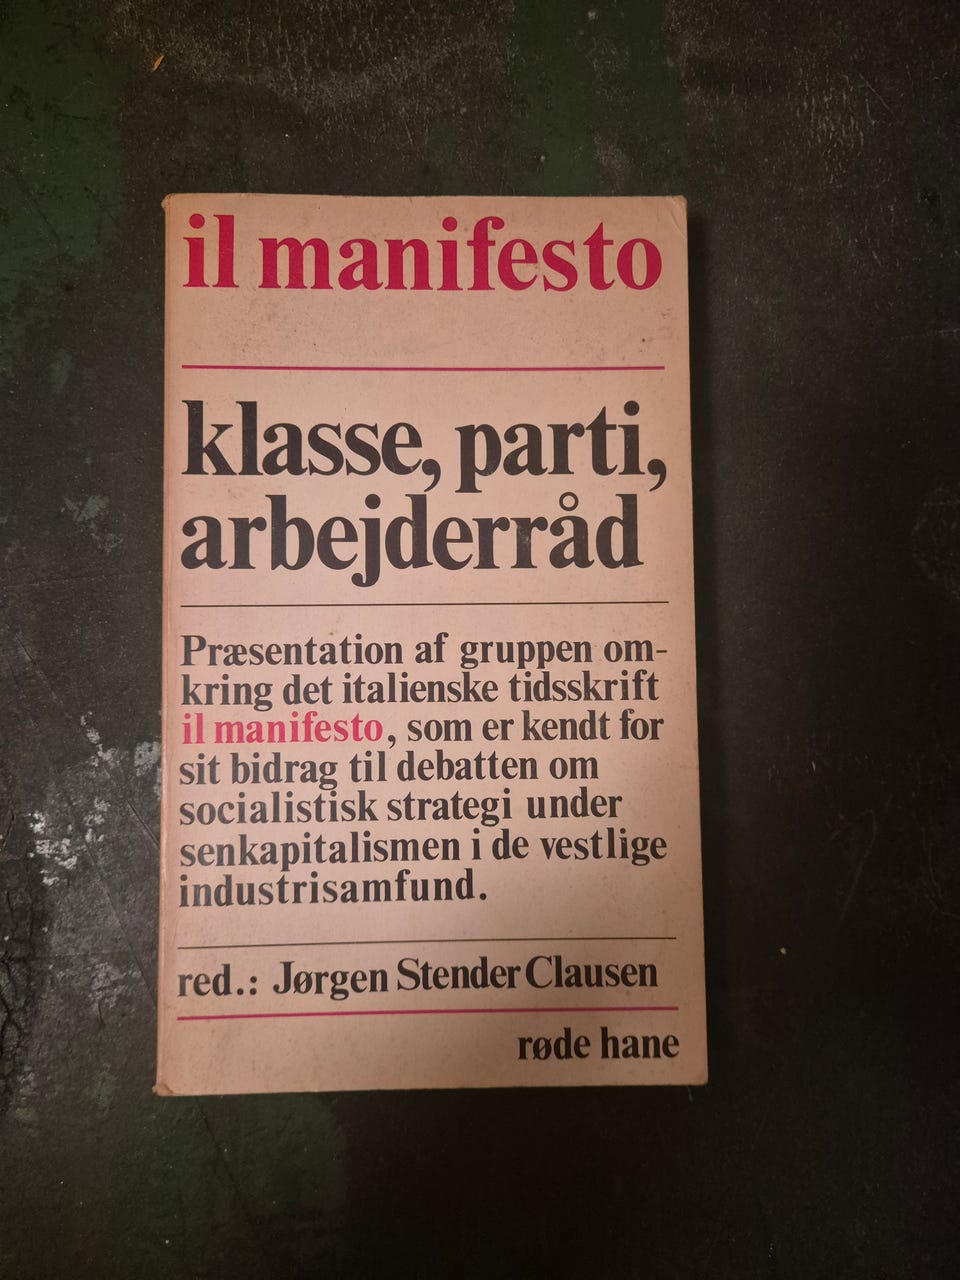 il manifesto
klasse, parti,
arbejderråd
Præsentation af gruppen om-
kring det italienske tidsskrift
il manifesto, som er kendt for
sit bidrag til debatten om
socialistisk strategi under
senkapitalismen i de vestlige
industrisamfund.
red.: Jørgen Stender Clausen
røde hane